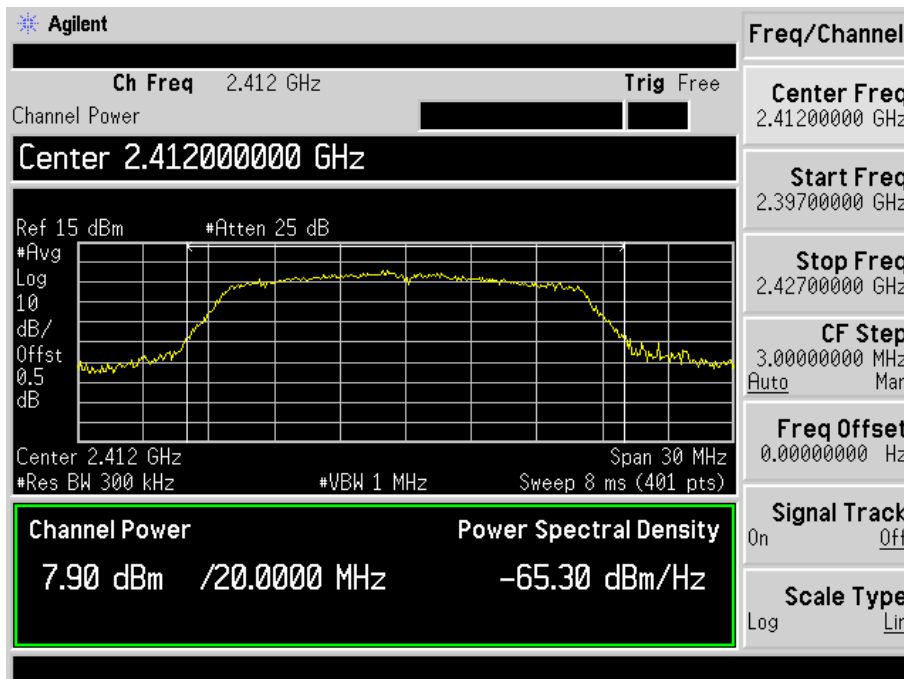 Agilent
Freq/Channel
Ch Freq 2.412 GHz Trig Free
Channel Power
Center 2.412000000 GHz
Ref 15 dBm #Atten 25 dB
#Avg
Log
10
dB/
Offst
0.5
dB
Center 2.412 GHz Span 30 MHz
#Res BW 300 kHz #VBW 1 MHz Sweep 8 ms (401 pts)
Channel Power Power Spectral Density
7.90 dBm /20.0000 MHz -65.30 dBm/Hz
Center Freq
2.41200000 GHz
Start Freq
2.39700000 GHz
Stop Freq
2.42700000 GHz
CF Step
3.00000000 MHz
Auto Man
Freq Offset
0.00000000 Hz
Signal Track
On Off
Scale Type
Log Lin